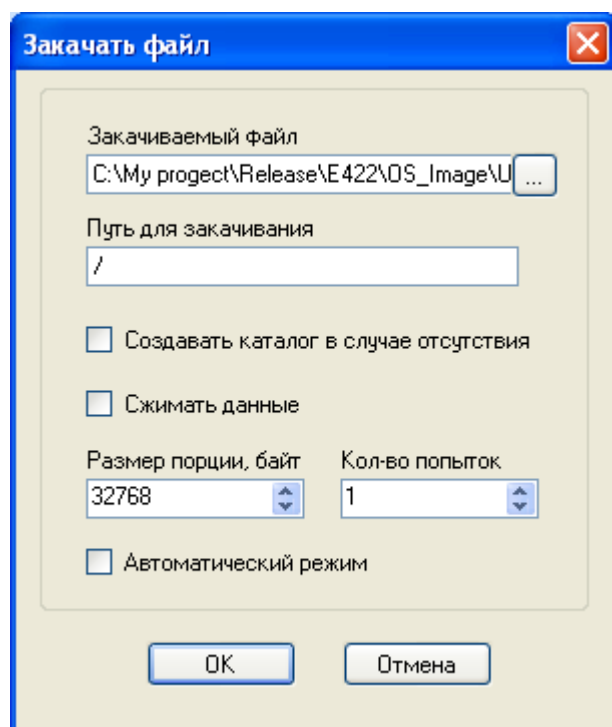 Закачать файл
Закачиваемый файл
C:\My progect\Release\E422\OS_Image\U ...
Путь для закачивания
/
Создавать каталог в случае отсутствия
Сжимать данные
Размер порции, байт Кол-во попыток
32768 1
Автоматический режим
OK Отмена